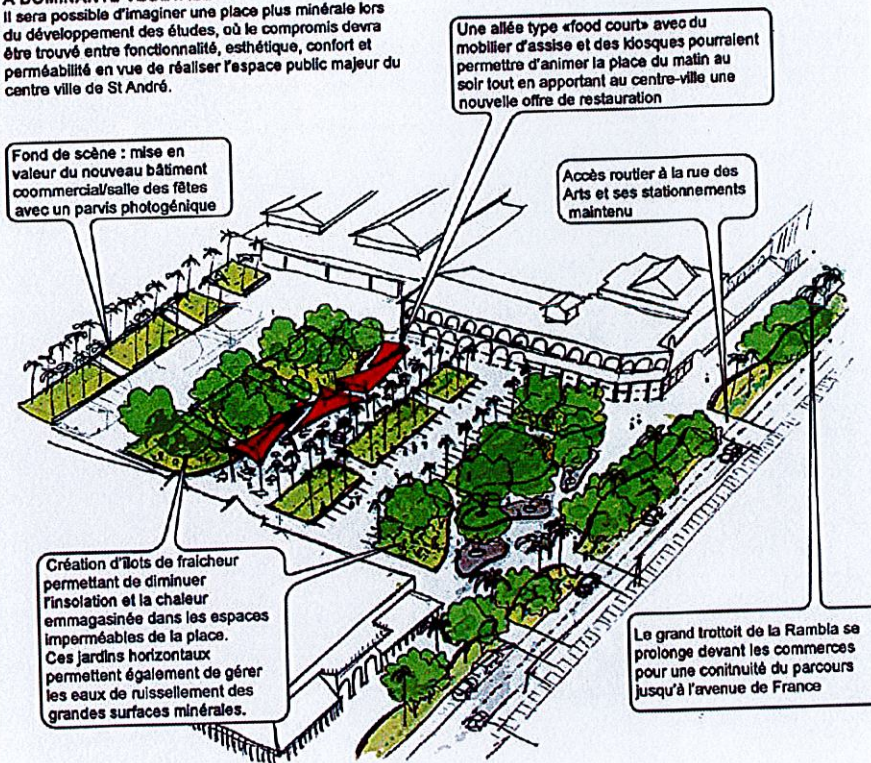 Il sera possible d'imaginer une place plus minérale lors
du développement des études, où le compromis devra
être trouvé entre fonctionnalité, esthétique, confort et
perméabilité en vue de réaliser l'espace public majeur du
centre ville de St André.
Une allée type «food court» avec du
mobilier d'assise et des kiosques pourraient
permettre d'animer la place du matin au
soir tout en apportant au centre-ville une
nouvelle offre de restauration
Fond de scène : mise en
valeur du nouveau bâtiment
coommercial/salle des fêtes
avec un parvis photogénique
Accès routier à la rue des
Arts et ses stationnements
maintenu
Création d'îlots de fraicheur
permettant de diminuer
l'insolation et la chaleur
emmagasinée dans les espaces
imperméables de la place.
Ces jardins horizontaux
permettent également de gérer
les eaux de ruissellement des
grandes surfaces minérales.
Le grand trottoit de la Rambla se
prolonge devant les commerces
pour une conitnuité du parcours
jusqu'à l'avenue de France